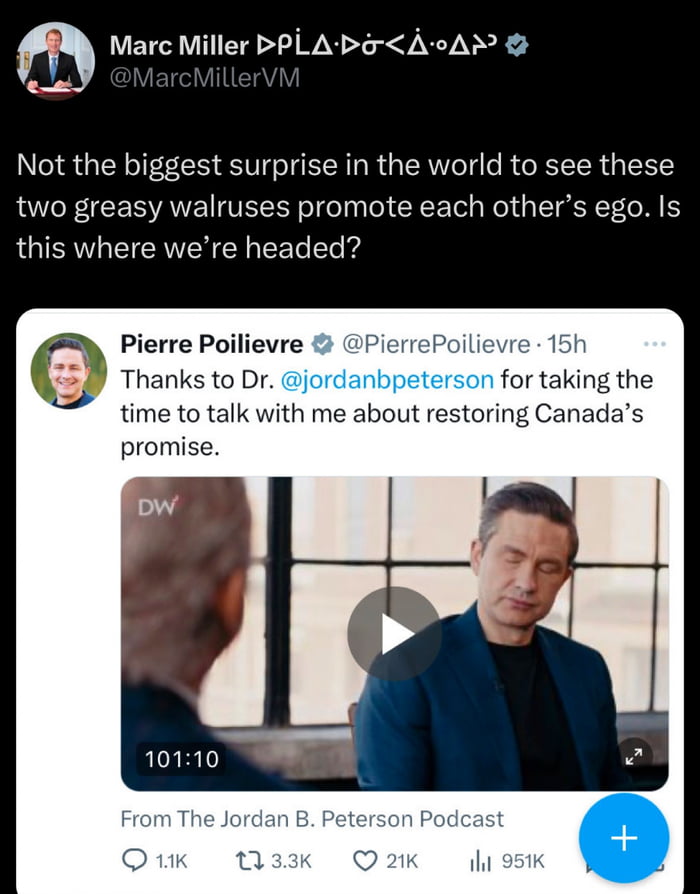 Marc Miller ᐅᑭᒫᐏᐅᓃᐸᐐᐤᐃᔨᐣ
@MarcMillerVM
Not the biggest surprise in the world to see these
two greasy walruses promote each other’s ego. Is
this where we’re headed?
Pierre Poilievre @PierrePoilievre · 15h
Thanks to Dr. @jordanbpeterson for taking the
time to talk with me about restoring Canada’s
promise.
DW
101:10
From The Jordan B. Peterson Podcast
1.1K 3.3K 21K 951K